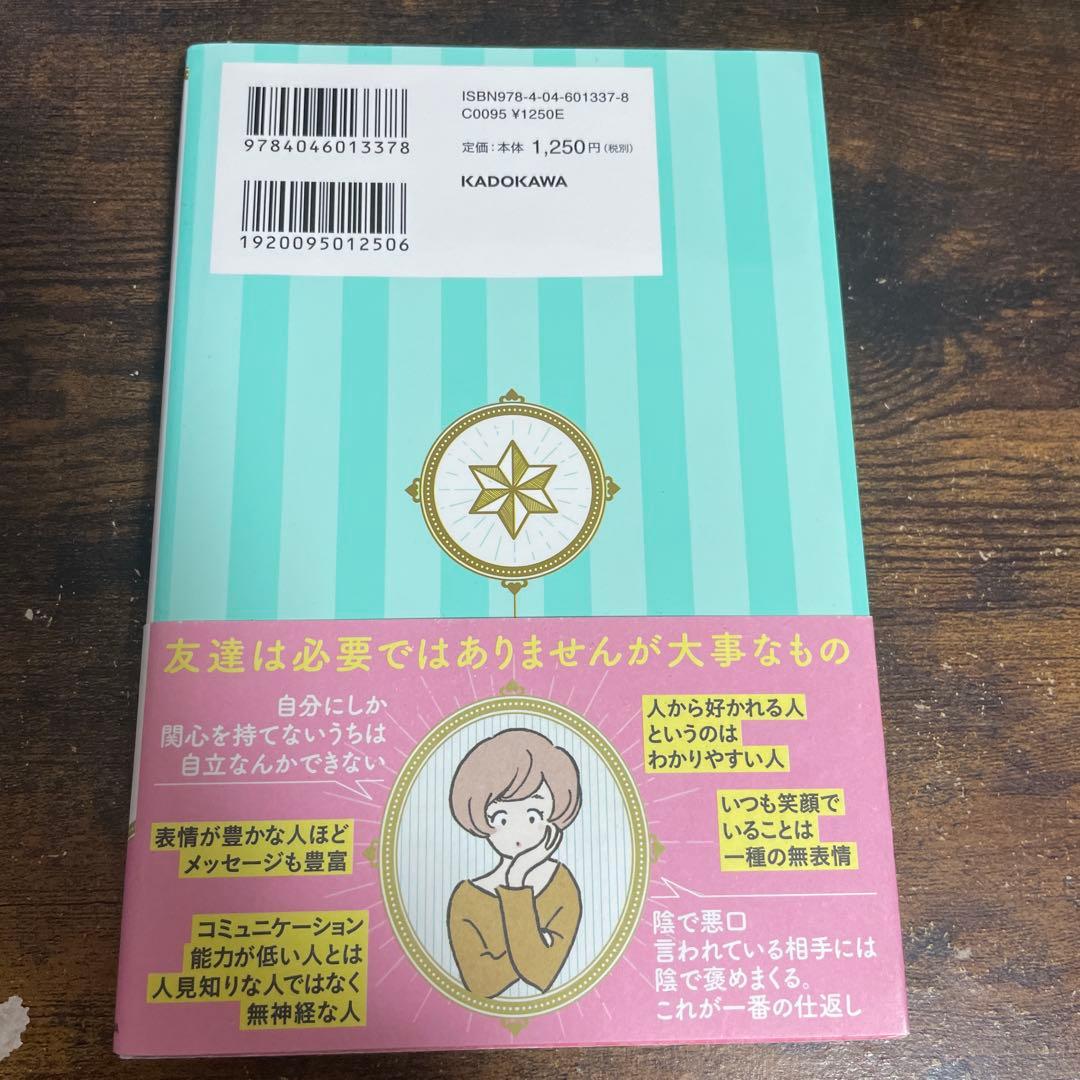 ISBN978-4-04-601337-8
C0095 ¥1250E
9784046013378
定価:本体 1,250円(税別)
KADOKAWA
1920095012506
友達は必要ではありませんが大事なもの
自分にしか
関心を持てないうちは
自立なんかできない
人から好かれる人
というのは
わかりやすい人
表情が豊かな人ほど
メッセージも豊富
いつも笑顔で
いることは
一種の無表情
コミュニケーション
能力が低い人とは
人見知りな人ではなく
無神経な人
陰で悪口
言われている相手には
陰で褒めまくる。
これが一番の仕返し